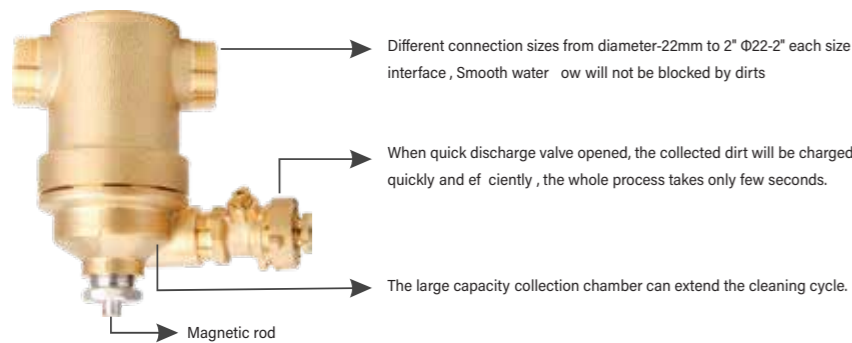 Different connection sizes from diameter-22mm to 2" Φ22-2" each size
interface , Smooth water ow will not be blocked by dirts
When quick discharge valve opened, the collected dirt will be charged
quickly and ef ciently , the whole process takes only few seconds.
The large capacity collection chamber can extend the cleaning cycle.
Magnetic rod